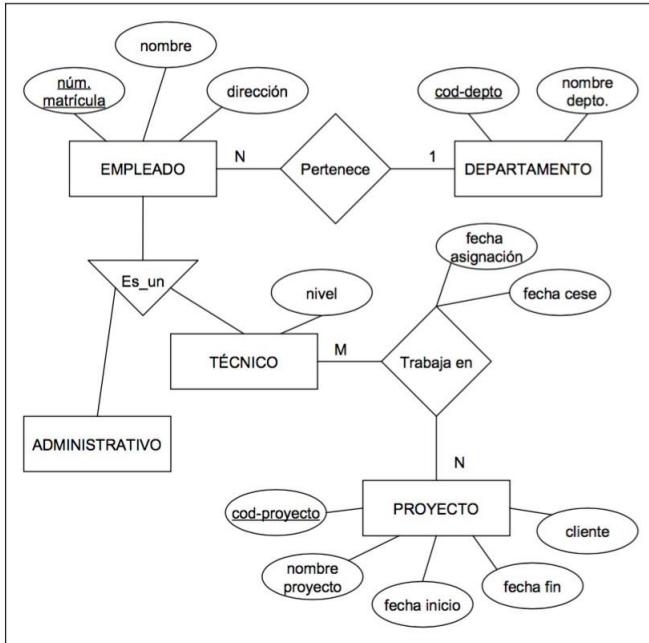 nombre
núm.
matrícula
dirección
cod-depto
nombre
depto.
EMPLEADO
N
Pertenece
1
DEPARTAMENTO
Es_un
fecha
asignación
fecha cese
nivel
TÉCNICO
M
Trabaja en
ADMINISTRATIVO
N
cod-proyecto
PROYECTO
cliente
nombre
proyecto
fecha inicio
fecha fin